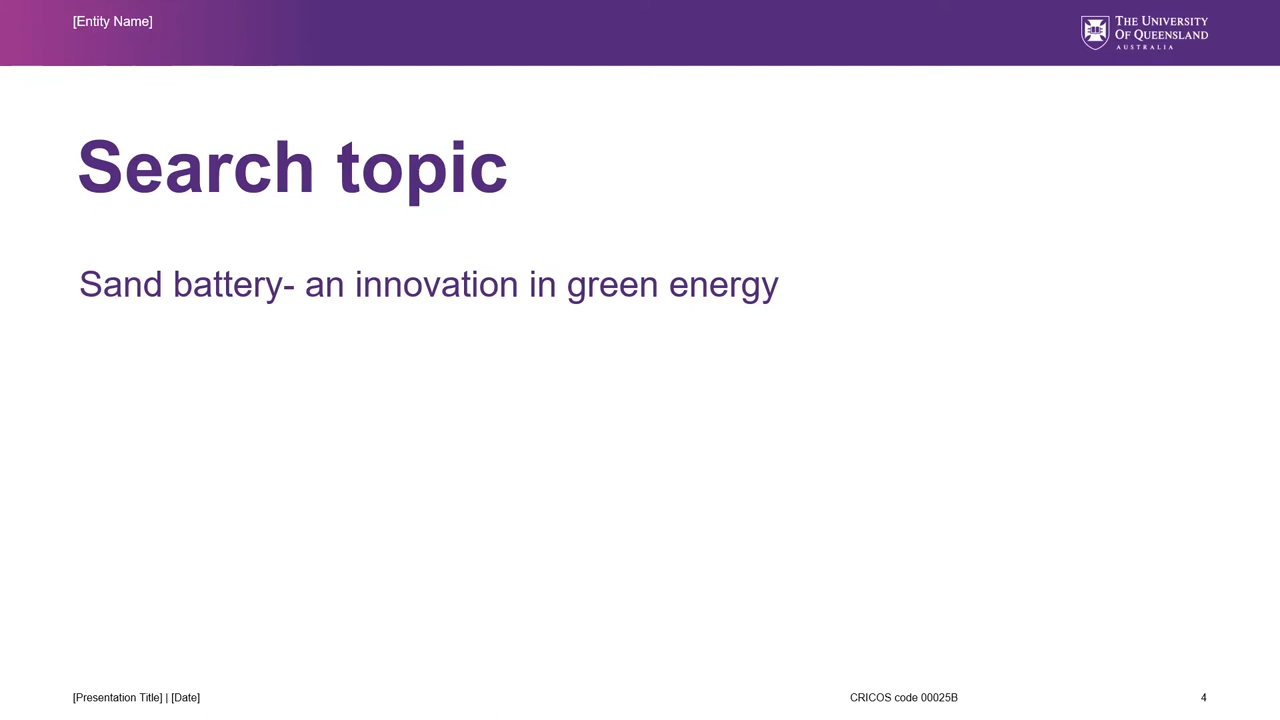 [Entity Name]
THE UNIVERSITY
OF QUEENSLAND
AUSTRALIA
Search topic
Sand battery- an innovation in green energy
[Presentation Title] | [Date]
CRICOS code 00025B
4